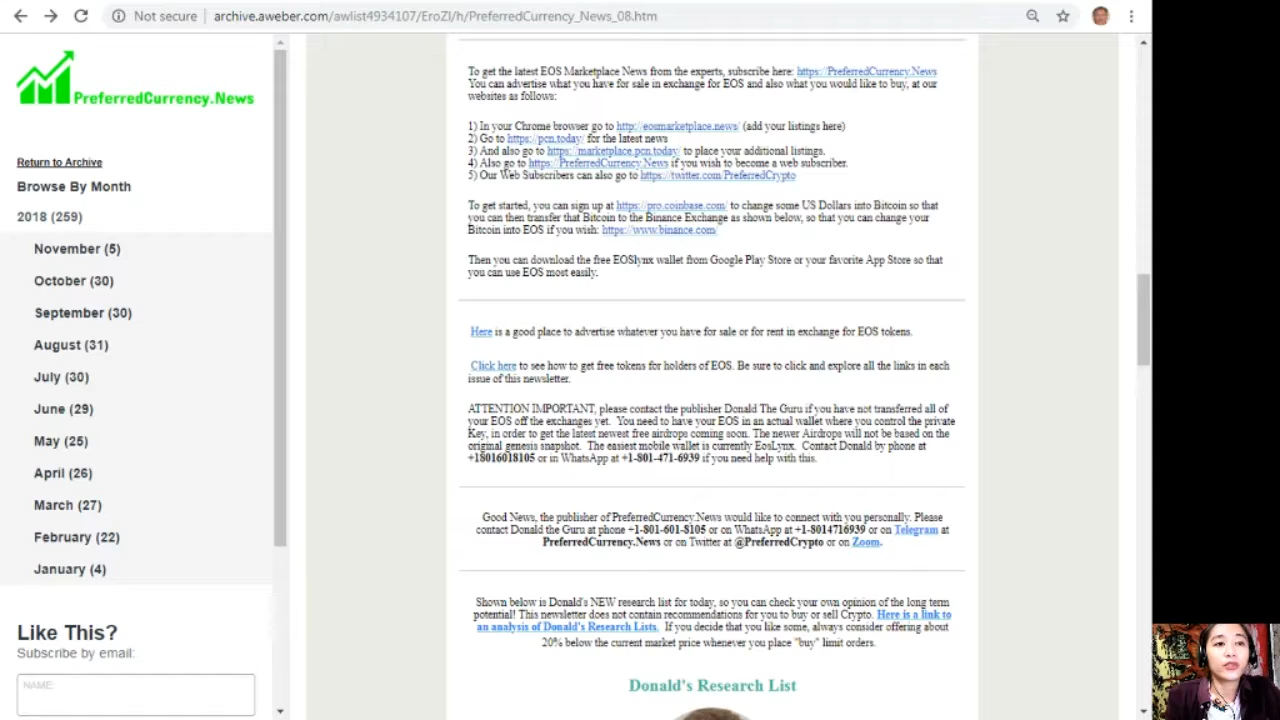 Not secure
archive.aweber.com/awlist4934107/EroZl/h/PreferredCurrency_News_08.htm
PreferredCurrency.News
Return to Archive
Browse By Month
2018 (259)
November (5)
October (30)
September (30)
August (31)
July (30)
June (29)
May (25)
April (26)
March (27)
February (22)
January (4)
Like This?
Subscribe by email:
NAME:
To get the latest EOS Marketplace News from the experts, subscribe here: https://PreferredCurrency.News
You can advertise what you have for sale in exchange for EOS and also what you would like to buy, at our
websites as follows:
1) In your Chrome browser go to http://eosmarketplace.news/ (add your listings here)
2) Go to https://pcn.today/ for the latest news
3) And also go to https://marketplace.pcn.today/ to place your additional listings.
4) Also go to https://PreferredCurrency.News if you wish to become a web subscriber.
5) Our Web Subscribers can also go to https://twitter.com/PreferredCrypto
To get started, you can sign up at https://pro.coinbase.com/ to change some US Dollars into Bitcoin so that
you can then transfer that Bitcoin to the Binance Exchange as shown below, so that you can change your
Bitcoin into EOS if you wish: https://www.binance.com/
Then you can download the free EOSlynx wallet from Google Play Store or your favorite App Store so that
you can use EOS most easily.
Here is a good place to advertise whatever you have for sale or for rent in exchange for EOS tokens.
Click here to see how to get free tokens for holders of EOS. Be sure to click and explore all the links in each
issue of this newsletter.
ATTENTION IMPORTANT, please contact the publisher Donald The Guru if you have not transferred all of
your EOS off the exchanges yet. You need to have your EOS in an actual wallet where you control the private
Key, in order to get the latest newest free airdrops coming soon. The newer Airdrops will not be based on the
original genesis snapshot. The easiest mobile wallet is currently EosLynx. Contact Donald by phone at
+18016018105 or in WhatsApp at +1-801-471-6939 if you need help with this.
Good News, the publisher of PreferredCurrency.News would like to connect with you personally. Please
contact Donald the Guru at phone +1-801-601-8105 or on WhatsApp at +1-8014716939 or on Telegram at
PreferredCurrency.News or on Twitter at @PreferredCrypto or on Zoom.
Shown below is Donald's NEW research list for today, so you can check your own opinion of the long term
potential! This newsletter does not contain recommendations for you to buy or sell Crypto. Here is a link to
an analysis of Donald's Research Lists. If you decide that you like some, always consider offering about
20% below the current market price whenever you place "buy" limit orders.
Donald's Research List